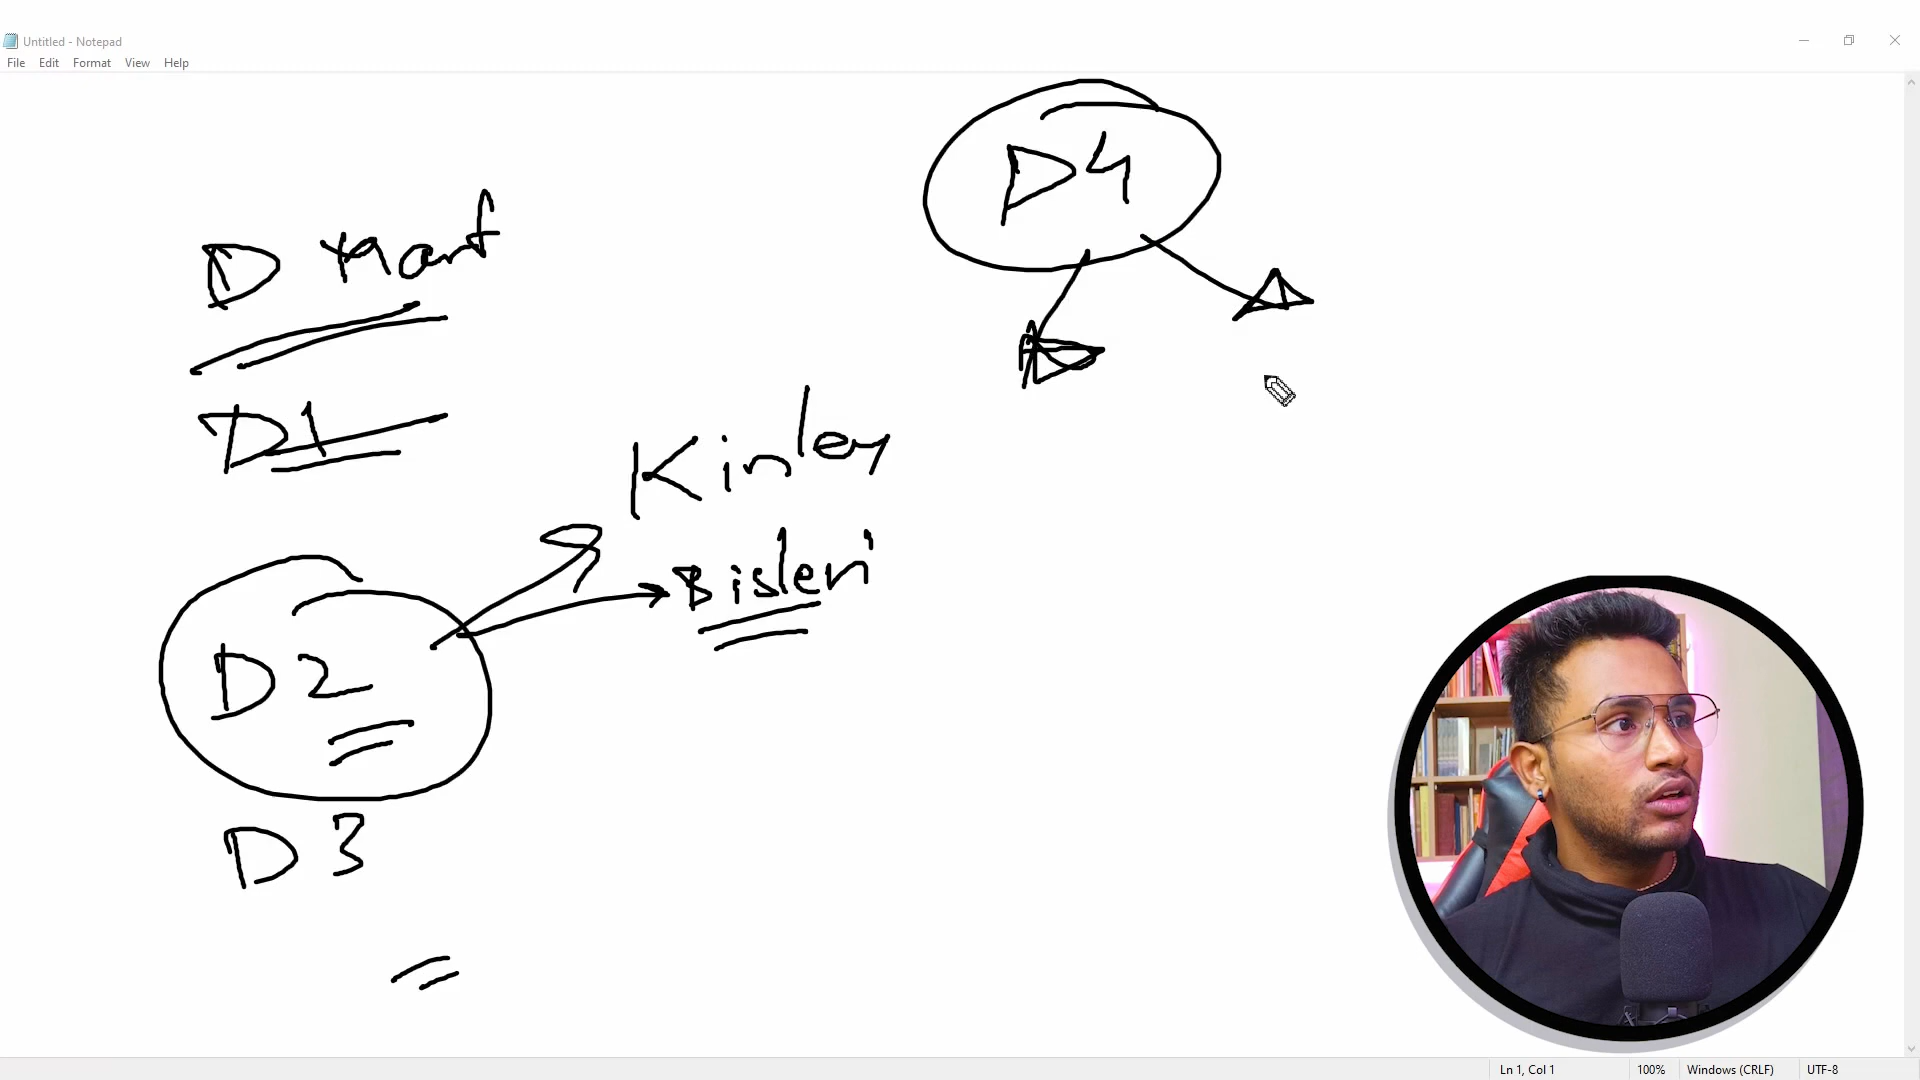 Untitled - Notepad
File Edit Format View Help
D Mart
D1
Kinley
Bisleri
D2
D3
D4
Ln 1, Col 1 100% Windows (CRLF) UTF-8